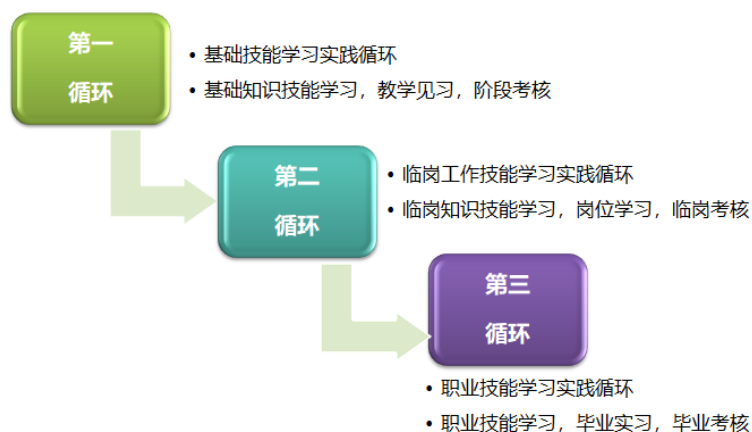 第一
循环
• 基础技能学习实践循环
• 基础知识技能学习，教学见习，阶段考核
第二
循环
• 临岗工作技能学习实践循环
• 临岗知识技能学习，岗位学习，临岗考核
第三
循环
• 职业技能学习实践循环
• 职业技能学习，毕业实习，毕业考核